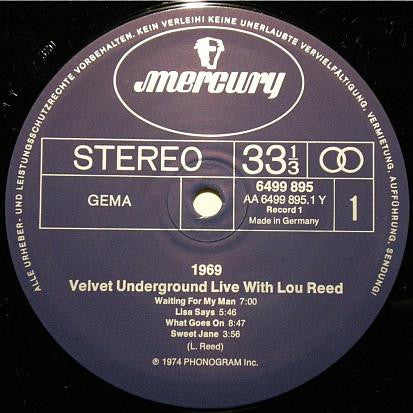 ALLE URHEBER- UND LEISTUNGSSCHUTZRECHTE VORBEHALTEN. KEIN VERLEIH! KEINE UNERLAUBTE VERVIELFÄLTIGUNG, VERMIETUNG, AUFFÜHRUNG, SENDUNG!
mercury
STEREO
33 1/3
GEMA
6499 895
AA 6499 895.1 Y
Record 1
Made in Germany
1
1969
Velvet Underground Live With Lou Reed
Waiting For My Man 7:00
Lisa Says 5:46
What Goes On 8:47
Sweet Jane 3:56
(L. Reed)
℗ 1974 PHONOGRAM Inc.